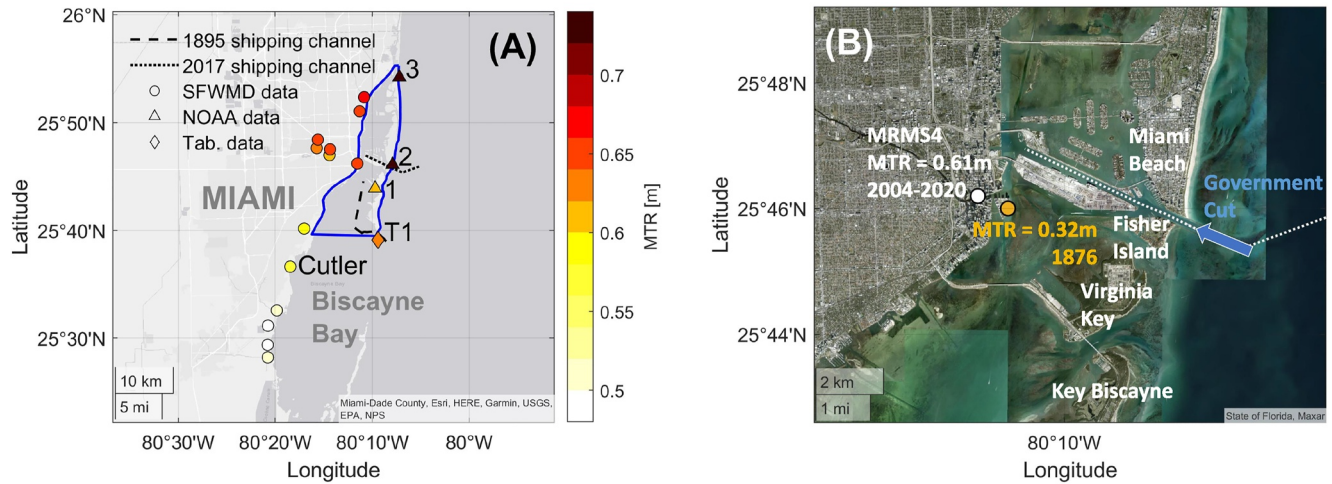 (A)
26°N
25°50'N
25°40'N
25°30'N
Latitude
1895 shipping channel
2017 shipping channel
SFWMD data
NOAA data
Tab. data
3
2
1
T1
MIAMI
Cutler
Biscayne
Bay
10 km
5 mi
Miami-Dade County, Esri, HERE, Garmin, USGS,
EPA, NPS
80°30'W
80°20'W
80°10'W
80°W
Longitude
0.7
0.65
0.6
0.55
0.5
MTR [m]
(B)
25°48'N
25°46'N
25°44'N
Latitude
MRMS4
MTR = 0.61m
2004-2020
Miami
Beach
Government
Cut
MTR = 0.32m
1876
Fisher
Island
Virginia
Key
Key Biscayne
2 km
1 mi
State of Florida, Maxar
80°10'W
Longitude